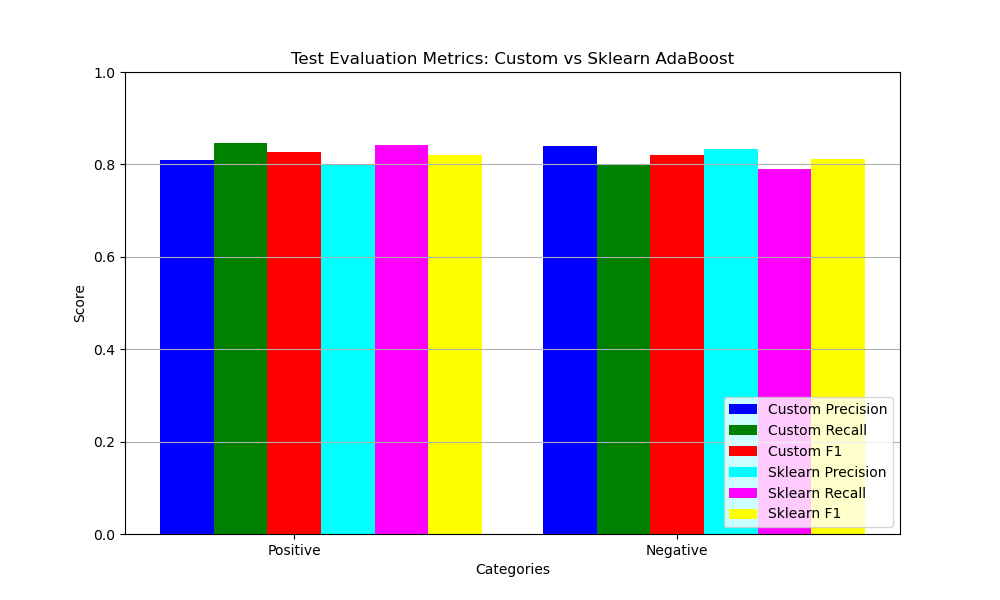 Test Evaluation Metrics: Custom vs Sklearn AdaBoost
1.0
0.8
0.6
0.4
0.2
0.0
Score
Positive
Negative
Categories
Custom Precision
Custom Recall
Custom F1
Sklearn Precision
Sklearn Recall
Sklearn F1